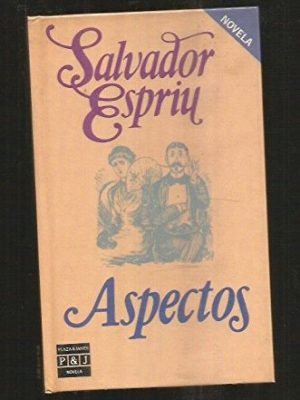 NOVELA
Salvador
Espriu
Aspectos
PLAZA & JANES
P&J
NOVELA